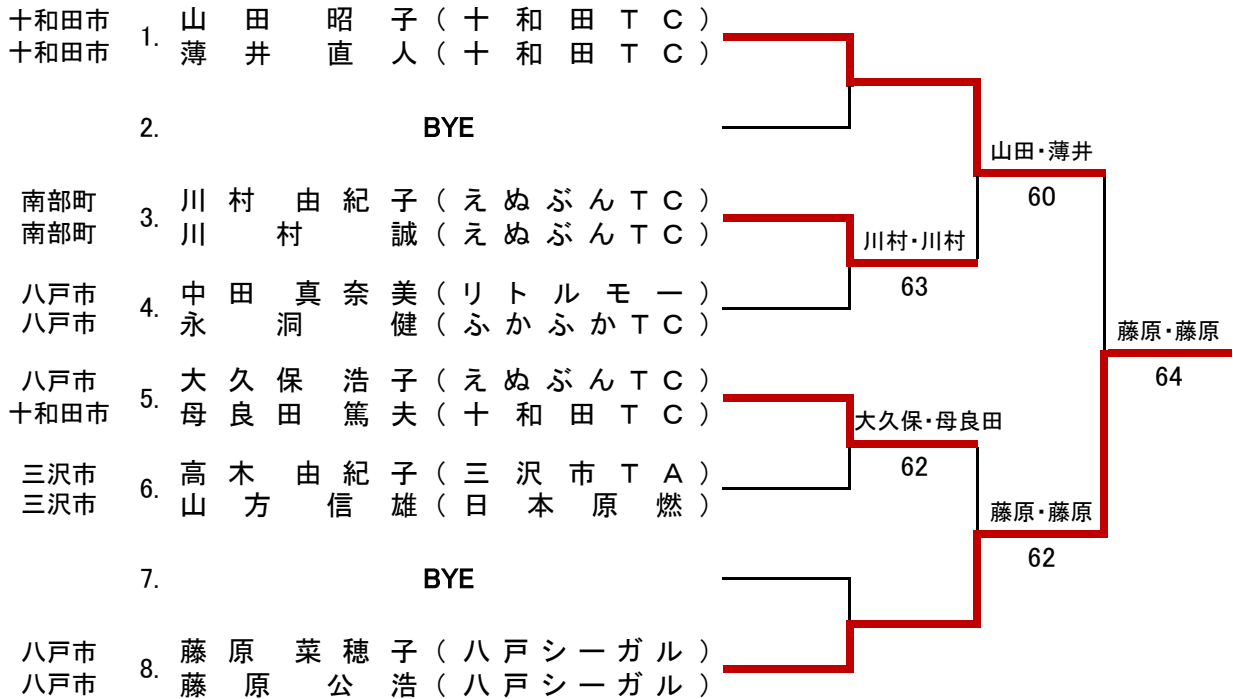 十和田市 1. 山田昭子(十和田TC)
十和田市 薄井直人(十和田TC)
2. BYE
南部町 3. 川村由紀子(えぬぶんTC)
南部町 川村誠(えぬぶんTC)
八戸市 4. 中田真奈美(リトルモー)
八戸市 永洞健(ふかふかTC)
八戸市 5. 大久保浩子(えぬぶんTC)
十和田市 母良田篤夫(十和田TC)
三沢市 6. 高木由紀子(三沢市TA)
三沢市 山方信雄(日本原燃)
7. BYE
八戸市 8. 藤原菜穂子(八戸シーガル)
八戸市 藤原公浩(八戸シーガル)
川村・川村
63
大久保・母良田
62
山田・薄井
60
藤原・藤原
62
藤原・藤原
64